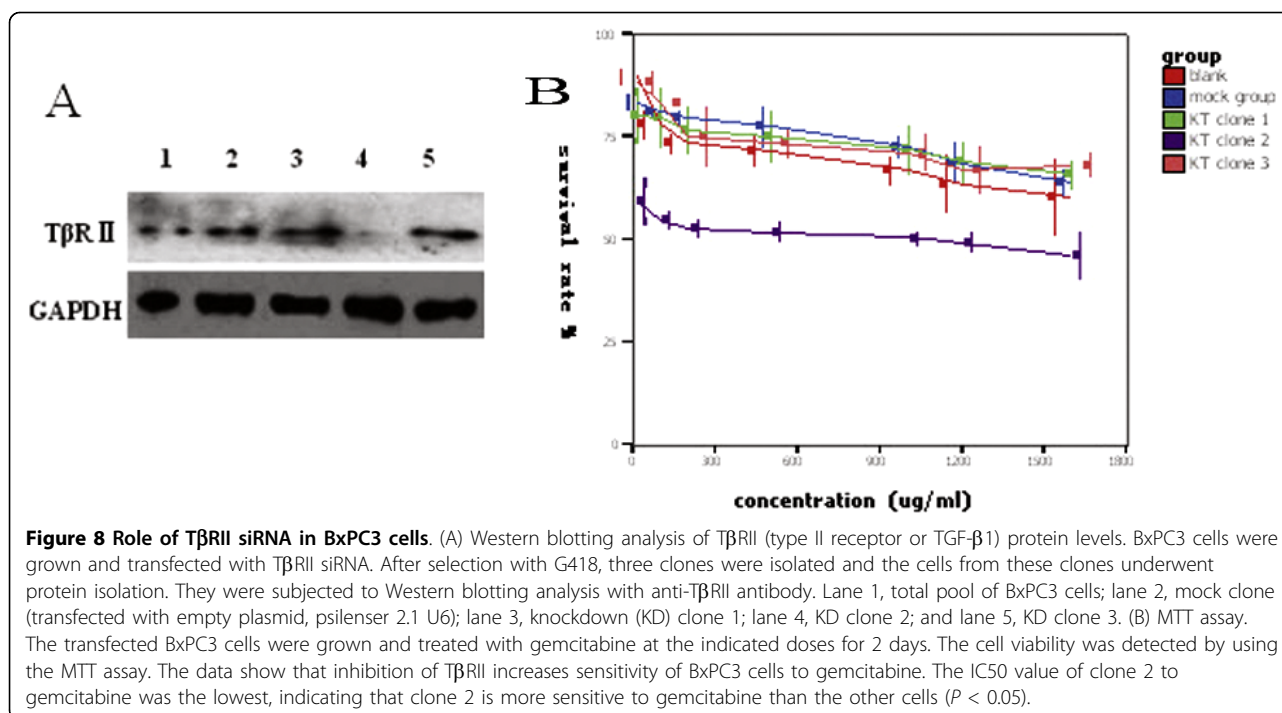 A
1 2 3 4 5
TβR II
GAPDH
B
100
75
50
25
0
survival rate %
0 300 600 900 1200 1500 1800
concentration (ug/ml)
group
blank
mock group
KT clone 1
KT clone 2
KT clone 3
Figure 8 Role of TβRII siRNA in BxPC3 cells. (A) Western blotting analysis of TβRII (type II receptor or TGF-β1) protein levels. BxPC3 cells were
grown and transfected with TβRII siRNA. After selection with G418, three clones were isolated and the cells from these clones underwent
protein isolation. They were subjected to Western blotting analysis with anti-TβRII antibody. Lane 1, total pool of BxPC3 cells; lane 2, mock clone
(transfected with empty plasmid, psilenser 2.1 U6); lane 3, knockdown (KD) clone 1; lane 4, KD clone 2; and lane 5, KD clone 3. (B) MTT assay.
The transfected BxPC3 cells were grown and treated with gemcitabine at the indicated doses for 2 days. The cell viability was detected by using
the MTT assay. The data show that inhibition of TβRII increases sensitivity of BxPC3 cells to gemcitabine. The IC50 value of clone 2 to
gemcitabine was the lowest, indicating that clone 2 is more sensitive to gemcitabine than the other cells (P < 0.05).